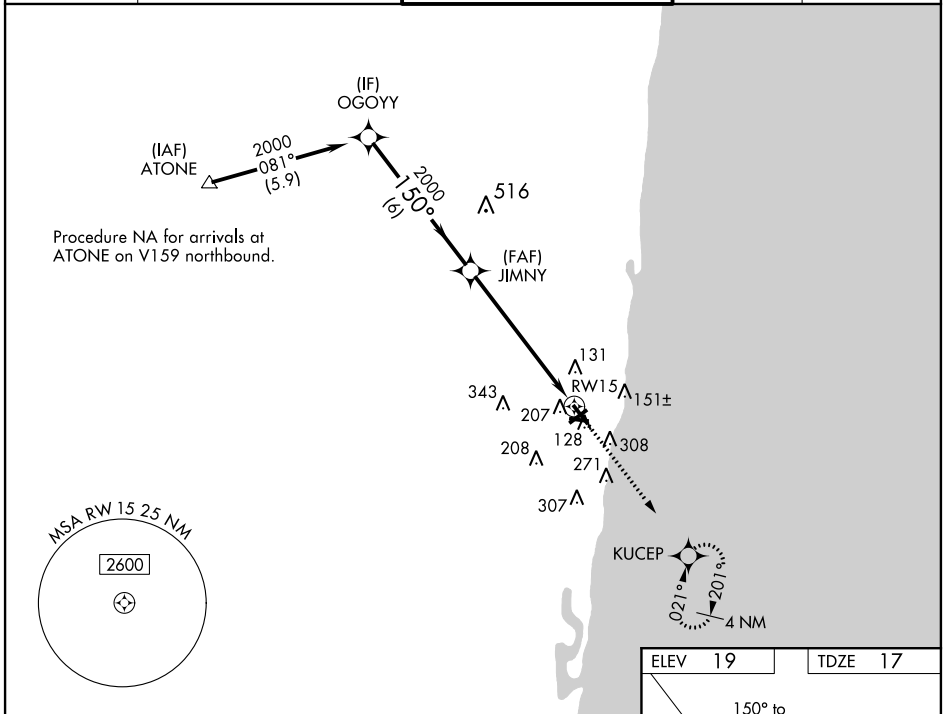 (IF)
OGOYY
(IAF)
ATONE
2000
081°
(5.9)
2000
150°
(6)
516
Procedure NA for arrivals at
ATONE on V159 northbound.
(FAF)
JIMNY
131
RW15
343
151±
207
128
308
208
271
307
MSA RW 15 25 NM
2600
KUCEP
021°
201°
4 NM
ELEV 19
TDZE 17
150° to